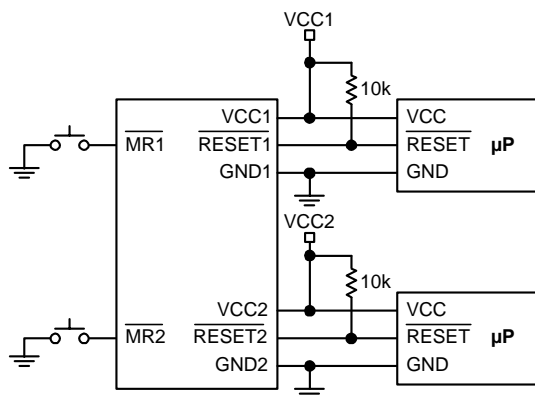 VCC1
10k
VCC1 VCC
MR1 RESET1 RESET µP
GND1 GND
VCC2
10k
VCC2 VCC
MR2 RESET2 RESET µP
GND2 GND